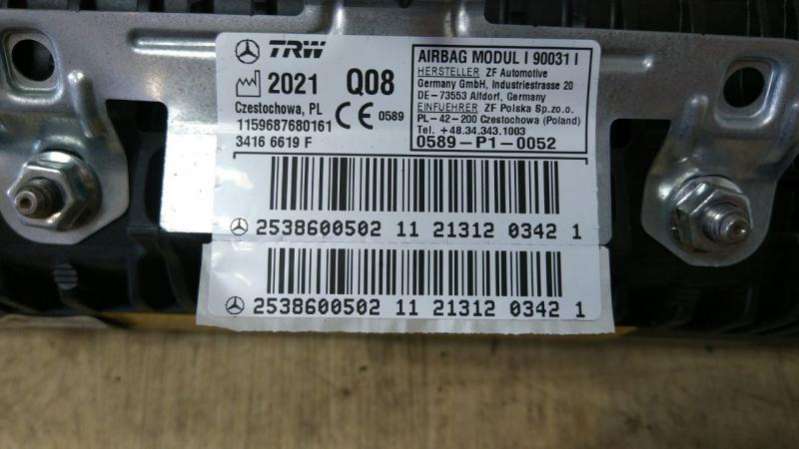 TRW
2021 Q08
Czestochowa, PL
1159687680161
CE 0589
3416 6619 F
AIRBAG MODUL I 90031 I
HERSTELLER ZF Automotive
Germany GmbH, Industriestrasse 20
DE-73553 Alfdorf, Germany
EINFUEHRER ZF Polska Sp.zo.o.
PL-42-200 Czestochowa (Poland)
Tel. +48.34.343.1003
0589-P1-0052
2538600502 11 21312 0342 1
2538600502 11 21312 0342 1